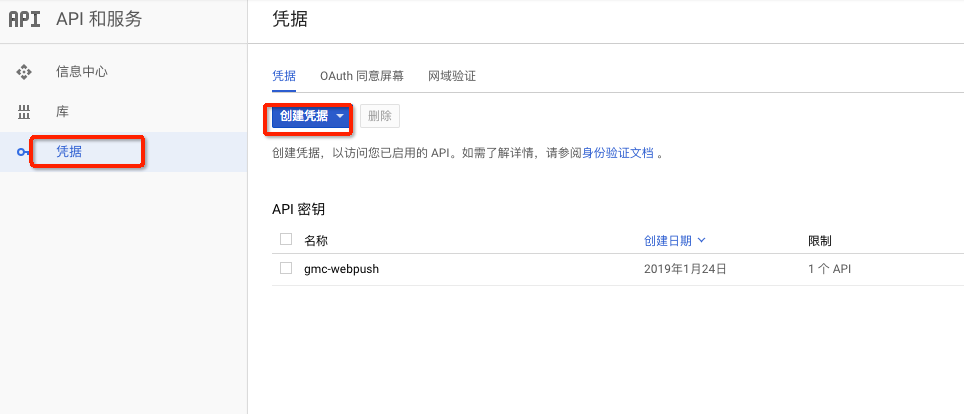 API API 和服务
凭据
信息中心
库
凭据
凭据 OAuth 同意屏幕 网域验证
创建凭据 删除
创建凭据，以访问您已启用的 API。如需了解详情，请参阅身份验证文档 。
API 密钥
名称 创建日期 限制
gmc-webpush 2019年1月24日 1 个 API